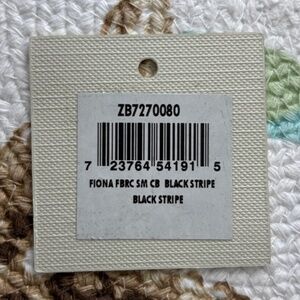 ZB7270080
7 23764 54191 5
FIONA FBRC SM CB BLACK STRIPE
BLACK STRIPE